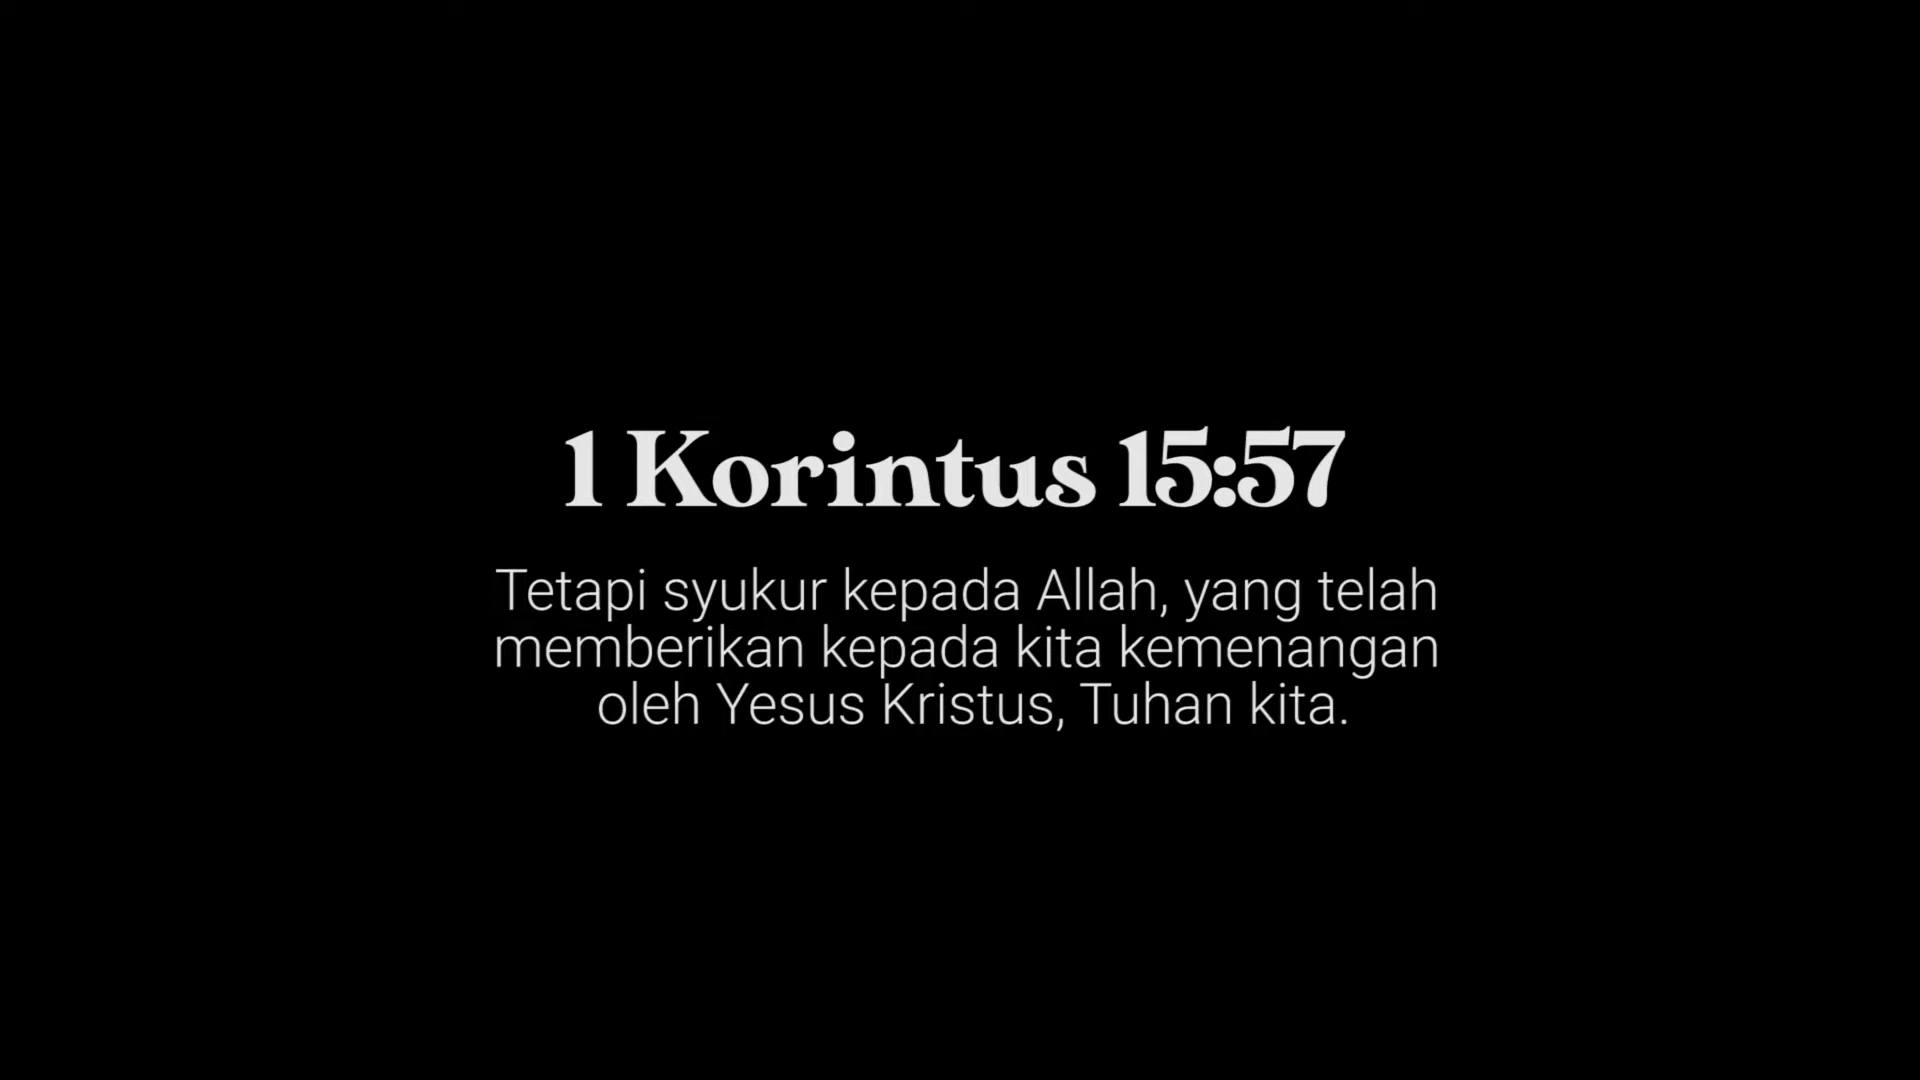 1 Korintus 15:57
Tetapi syukur kepada Allah, yang telah
memberikan kepada kita kemenangan
oleh Yesus Kristus, Tuhan kita.